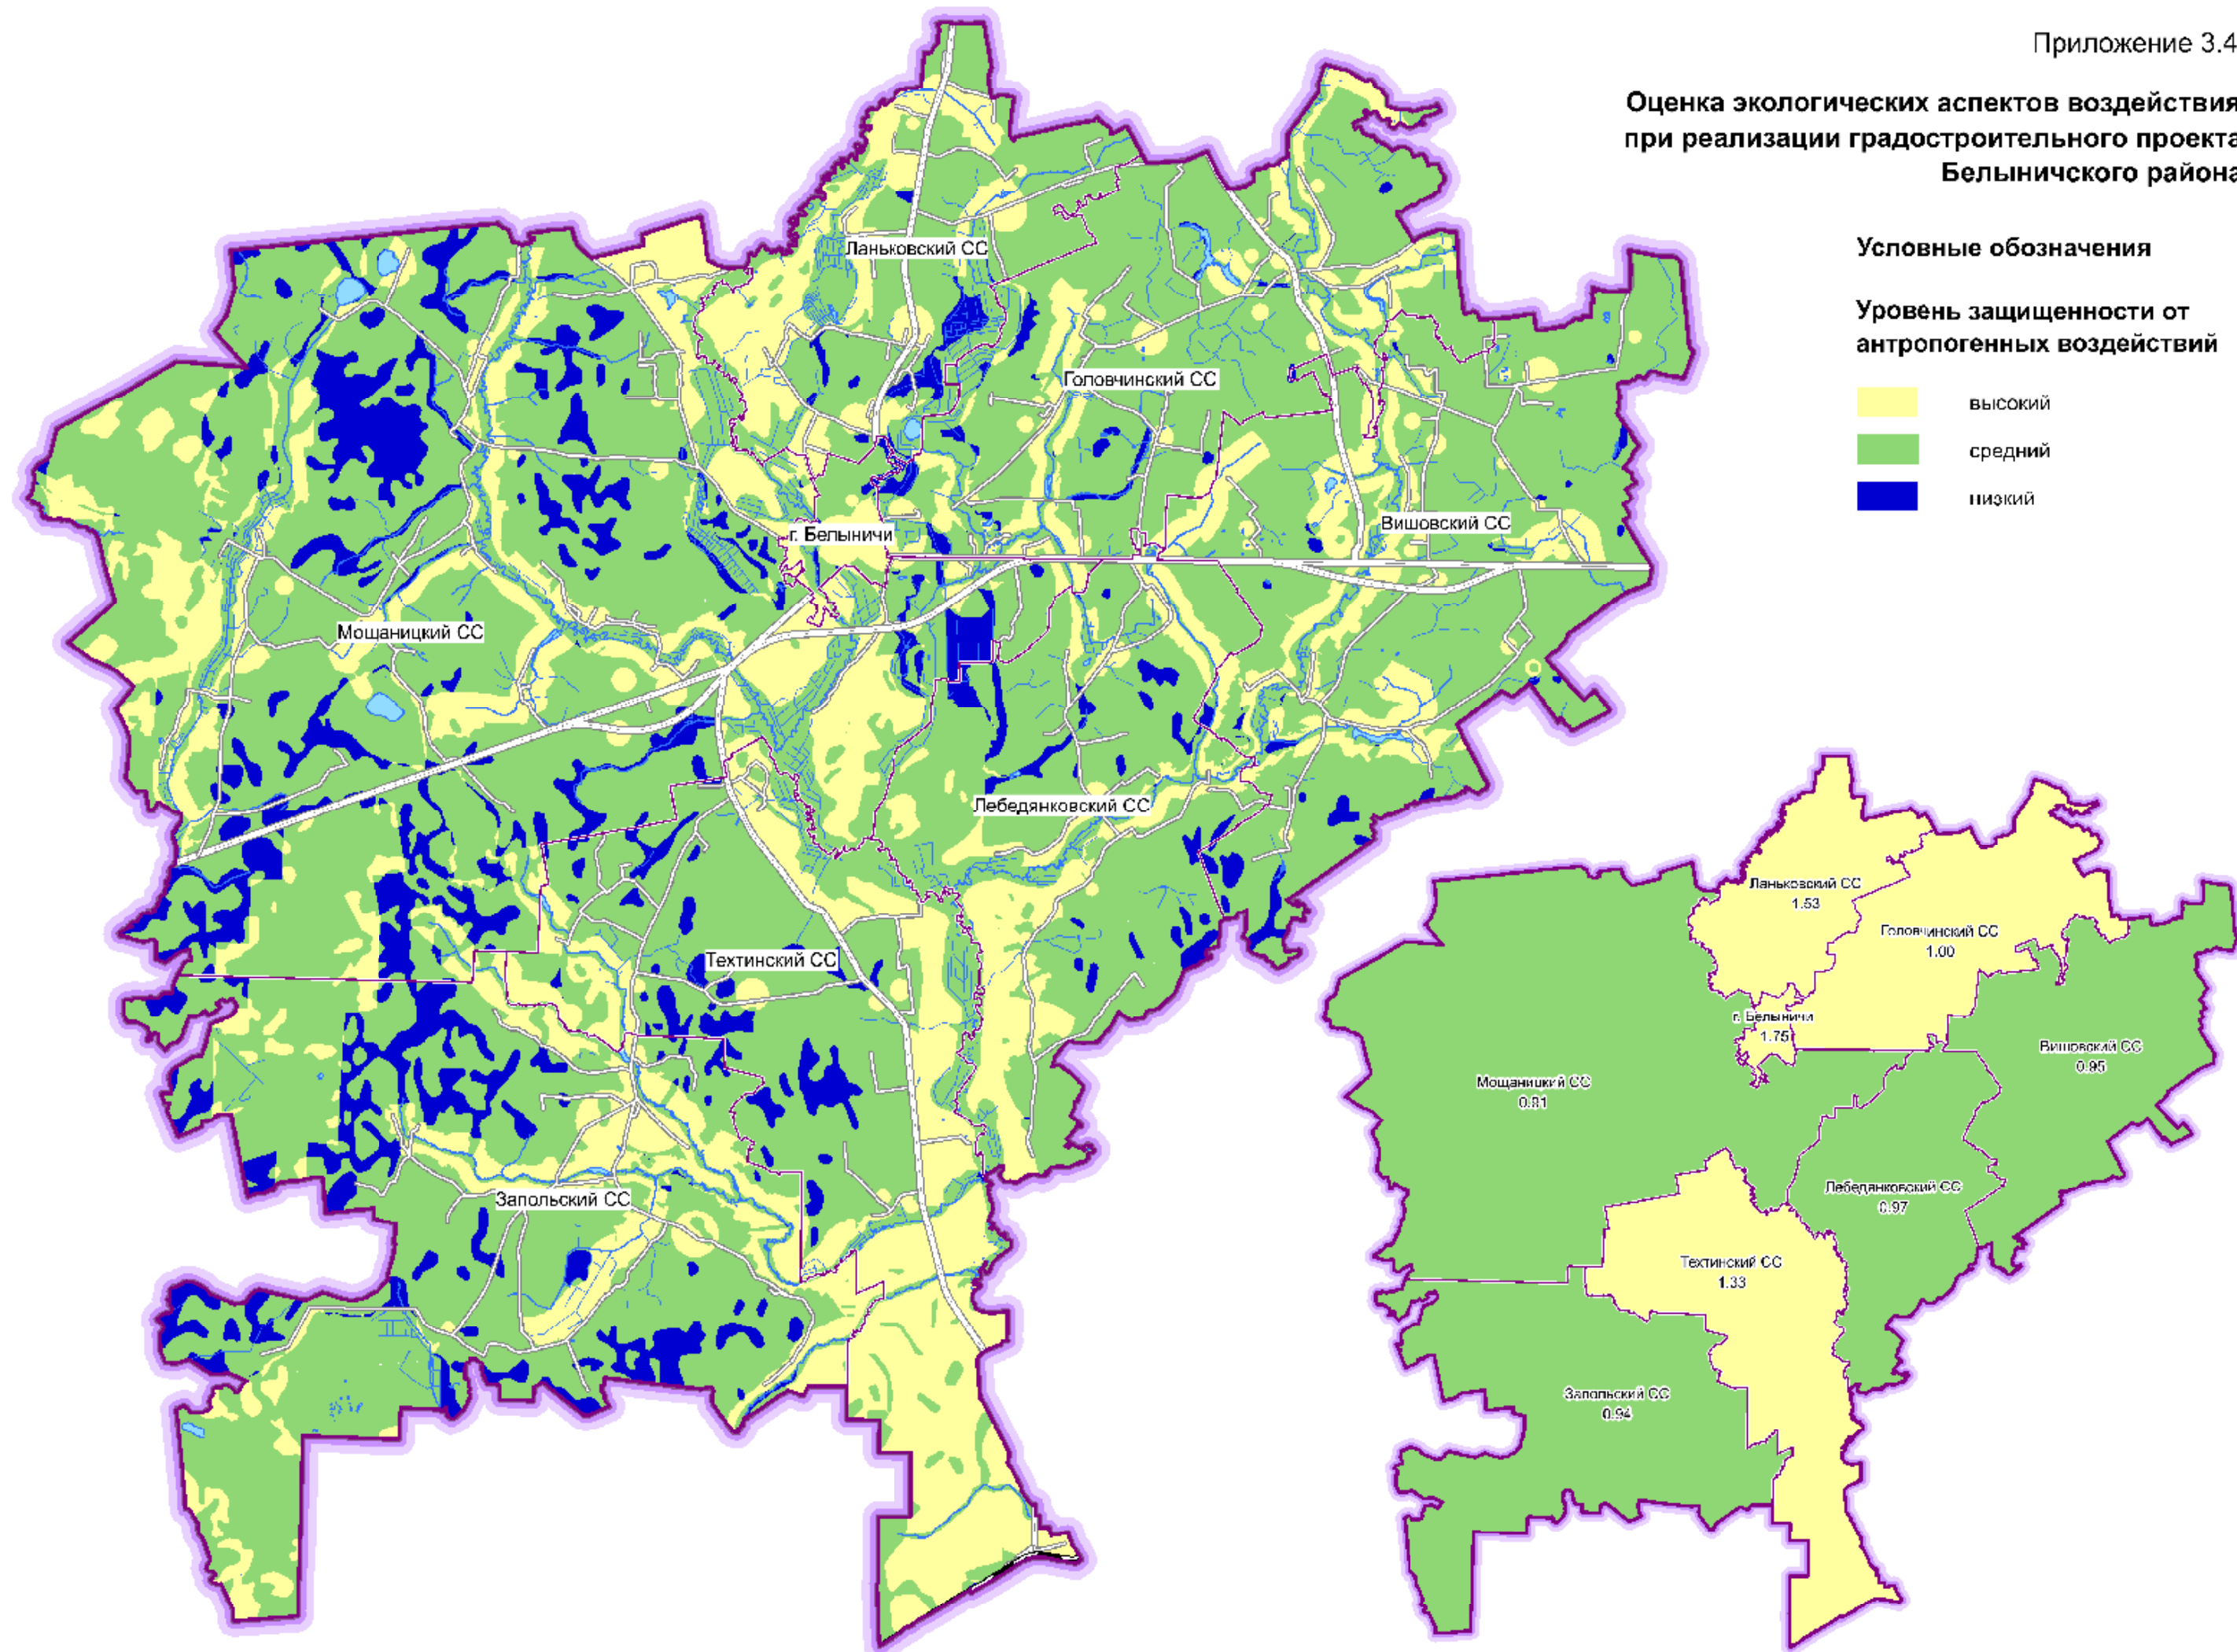 Приложение 3.4
Оценка экологических аспектов воздействия
при реализации градостроительного проекта
Белыничского района
Условные обозначения
Уровень защищенности от
антропогенных воздействий
высокий
средний
низкий
Ланьковский СС
Головчинский СС
г. Белыничи
Вишовский СС
Мощаницкий СС
Лебедянковский СС
Техтинский СС
Запольский СС
Ланьковский СС
1.53
Головчинский СС
1.00
г. Белыничи
1.75
Вишовский СС
0.95
Мощаницкий СС
Лебедянковский СС
0.97
Техтинский СС
1.33
Запольский СС
0.94